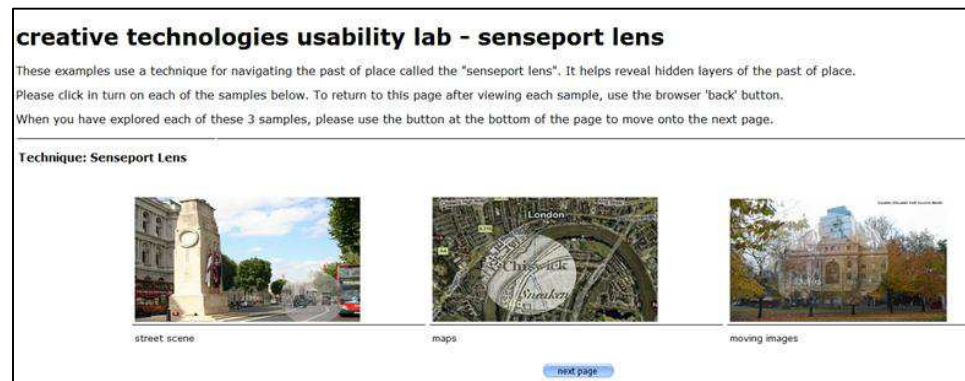 creative technologies usability lab - senseport lens
These examples use a technique for navigating the past of place called the "senseport lens". It helps reveal hidden layers of the past of place.
Please click in turn on each of the samples below. To return to this page after viewing each sample, use the browser 'back' button.
When you have explored each of these 3 samples, please use the button at the bottom of the page to move onto the next page.
Technique: Senseport Lens
London
Chiswick
street scene
maps
moving images
next page